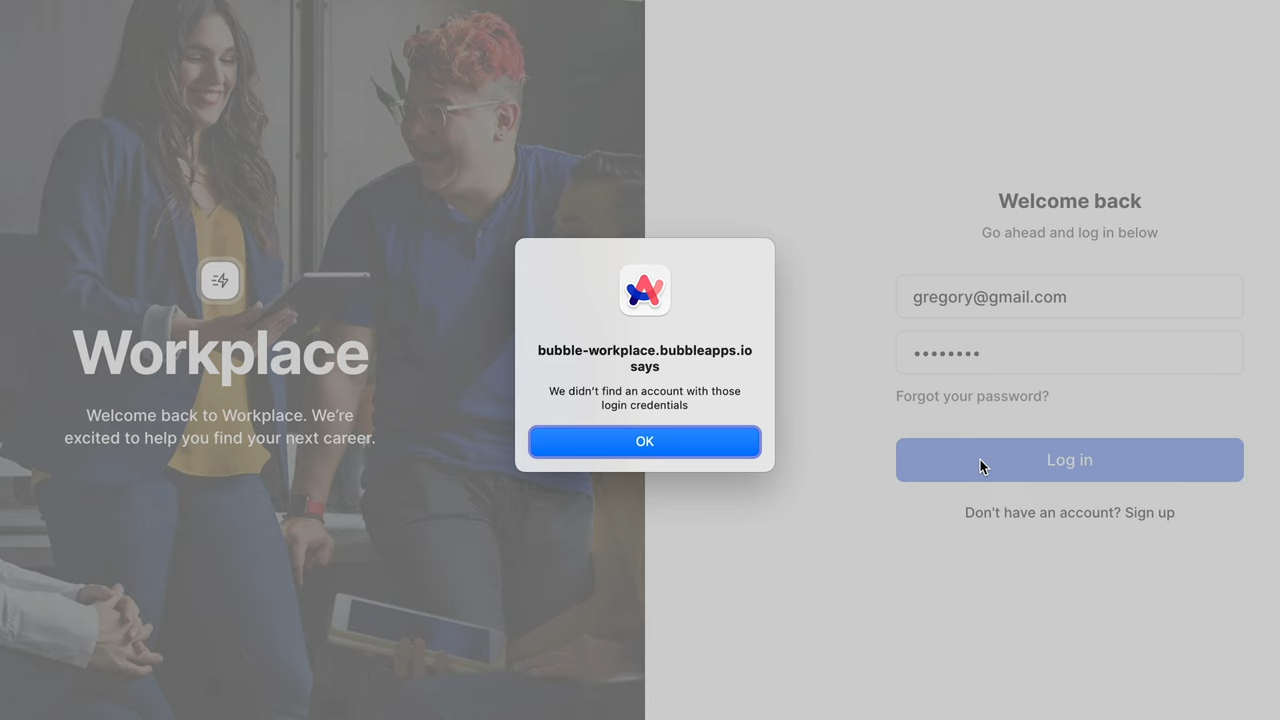 Workplace
Welcome back to Workplace. We’re
excited to help you find your next career.
bubble-workplace.bubbleapps.io
says
We didn’t find an account with those
login credentials
OK
Welcome back
Go ahead and log in below
gregory@gmail.com
••••••••
Forgot your password?
Log in
Don't have an account? Sign up